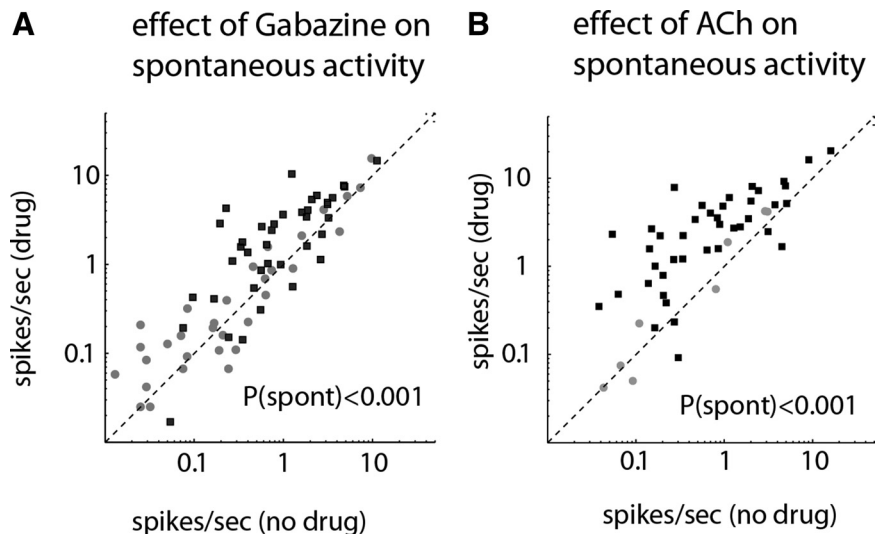 A
effect of Gabazine on
spontaneous activity
spikes/sec (drug)
10
1
0.1
P(spont)<0.001
0.1
1
10
spikes/sec (no drug)
B
effect of ACh on
spontaneous activity
spikes/sec (drug)
10
1
0.1
P(spont)<0.001
0.1
1
10
spikes/sec (no drug)